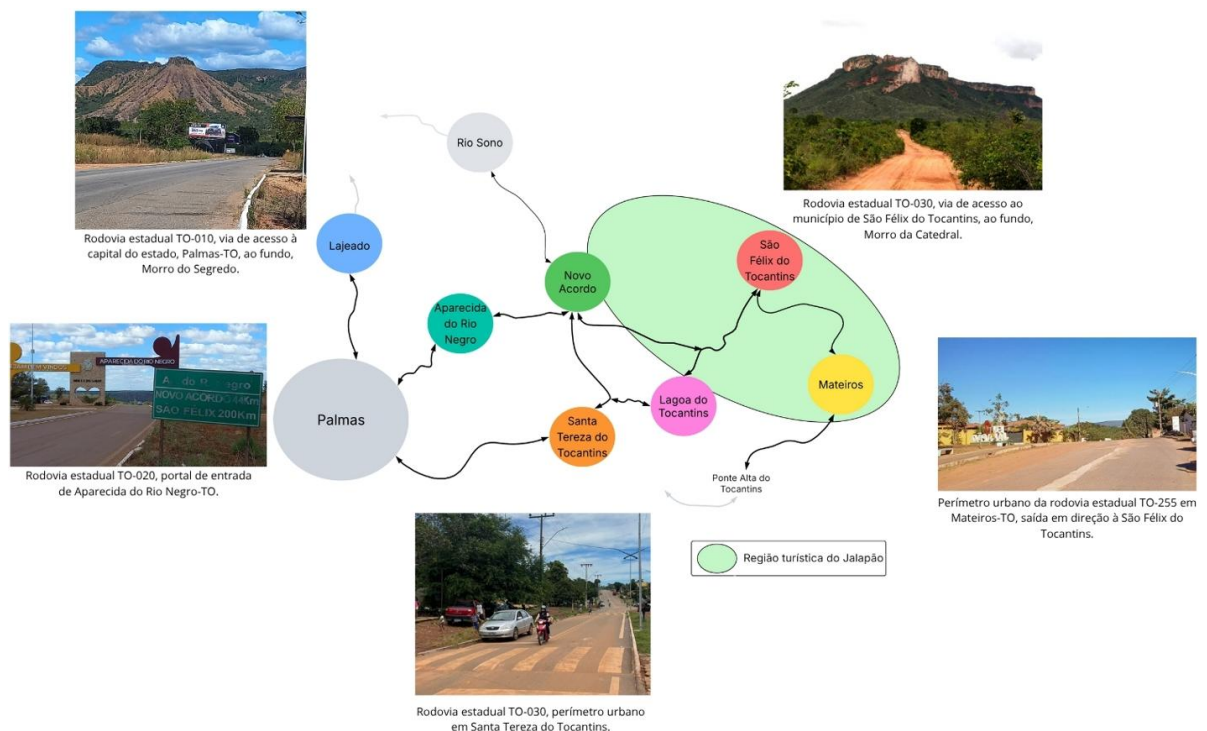 Rodovia estadual TO-010, via de acesso à
capital do estado, Palmas-TO, ao fundo,
Morro do Segredo.
Rio Sono
Rodovia estadual TO-030, via de acesso ao
município de São Félix do Tocantins, ao fundo,
Morro da Catedral.
Lajeado
Novo
Acordo
São
Félix do
Tocantins
Aparecida
do Rio
Negro
APARECIDA DO RIO NEGRO
NOVO ACORDO 44Km
SÃO FÉLIX 200Km
Rodovia estadual TO-020, portal de entrada
de Aparecida do Rio Negro-TO.
Palmas
Santa
Tereza do
Tocantins
Lagoa do
Tocantins
Mateiros
Ponte Alta do
Tocantins
Perímetro urbano da rodovia estadual TO-255 em
Mateiros-TO, saída em direção à São Félix do
Tocantins.
Região turística do Jalapão
Rodovia estadual TO-030, perímetro urbano
em Santa Tereza do Tocantins.